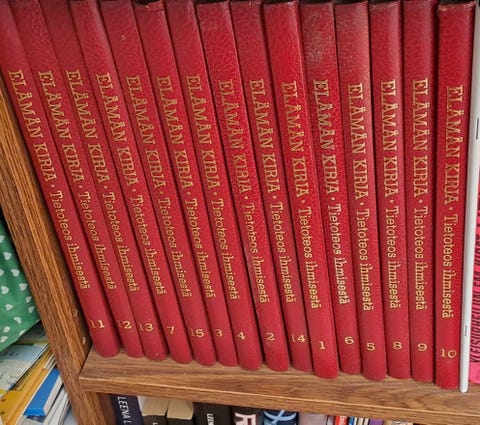 ELÄMÄN KIRJA • Tietoteos ihmisestä 11
ELÄMÄN KIRJA • Tietoteos ihmisestä 12
ELÄMÄN KIRJA • Tietoteos ihmisestä 13
ELÄMÄN KIRJA • Tietoteos ihmisestä 7
ELÄMÄN KIRJA • Tietoteos ihmisestä 15
ELÄMÄN KIRJA • Tietoteos ihmisestä 3
ELÄMÄN KIRJA • Tietoteos ihmisestä 4
ELÄMÄN KIRJA • Tietoteos ihmisestä 2
ELÄMÄN KIRJA • Tietoteos ihmisestä 14
ELÄMÄN KIRJA • Tietoteos ihmisestä 1
ELÄMÄN KIRJA • Tietoteos ihmisestä 6
ELÄMÄN KIRJA • Tietoteos ihmisestä 5
ELÄMÄN KIRJA • Tietoteos ihmisestä 8
ELÄMÄN KIRJA • Tietoteos ihmisestä 9
ELÄMÄN KIRJA • Tietoteos ihmisestä 10
LEENA L